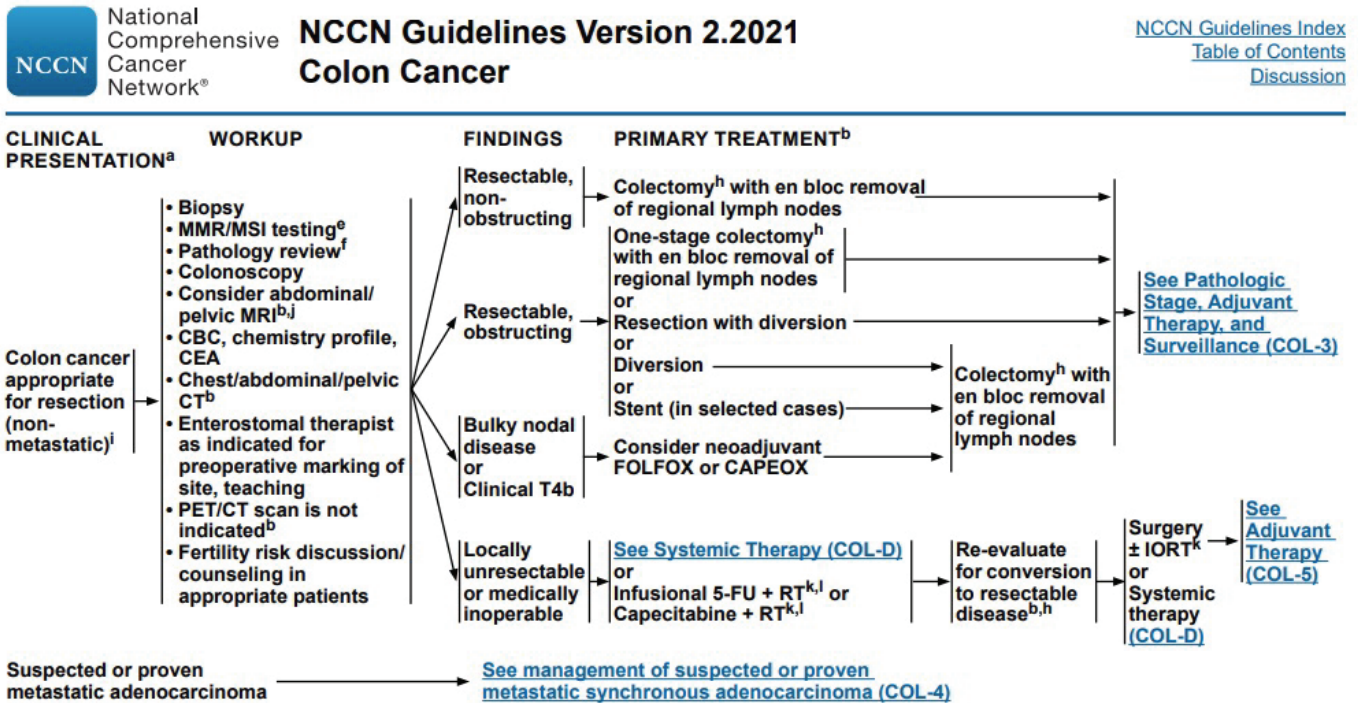 NCCN
National
Comprehensive
Cancer
Network®
NCCN Guidelines Version 2.2021
Colon Cancer
NCCN Guidelines Index
Table of Contents
Discussion
CLINICAL
PRESENTATIONa
WORKUP
FINDINGS
PRIMARY TREATMENTb
Colon cancer
appropriate
for resection
(non-
metastatic)i
• Biopsy
• MMR/MSI testinge
• Pathology reviewf
• Colonoscopy
• Consider abdominal/
pelvic MRIb,j
• CBC, chemistry profile,
CEA
• Chest/abdominal/pelvic
CTb
• Enterostomal therapist
as indicated for
preoperative marking of
site, teaching
• PET/CT scan is not
indicatedb
• Fertility risk discussion/
counseling in
appropriate patients
Resectable,
non-
obstructing
Colectomyh with en bloc removal
of regional lymph nodes
Resectable,
obstructing
One-stage colectomyh
with en bloc removal of
regional lymph nodes
or
Resection with diversion
or
Diversion
or
Stent (in selected cases)
Bulky nodal
disease
or
Clinical T4b
Consider neoadjuvant
FOLFOX or CAPEOX
Colectomyh with
en bloc removal
of regional
lymph nodes
See Pathologic
Stage, Adjuvant
Therapy, and
Surveillance (COL-3)
Locally
unresectable
or medically
inoperable
See Systemic Therapy (COL-D)
or
Infusional 5-FU + RTk,l or
Capecitabine + RTk,l
Re-evaluate
for conversion
to resectable
diseaseb,h
Surgery
± IORTk
or
Systemic
therapy
(COL-D)
See
Adjuvant
Therapy
(COL-5)
Suspected or proven
metastatic adenocarcinoma
See management of suspected or proven
metastatic synchronous adenocarcinoma (COL-4)